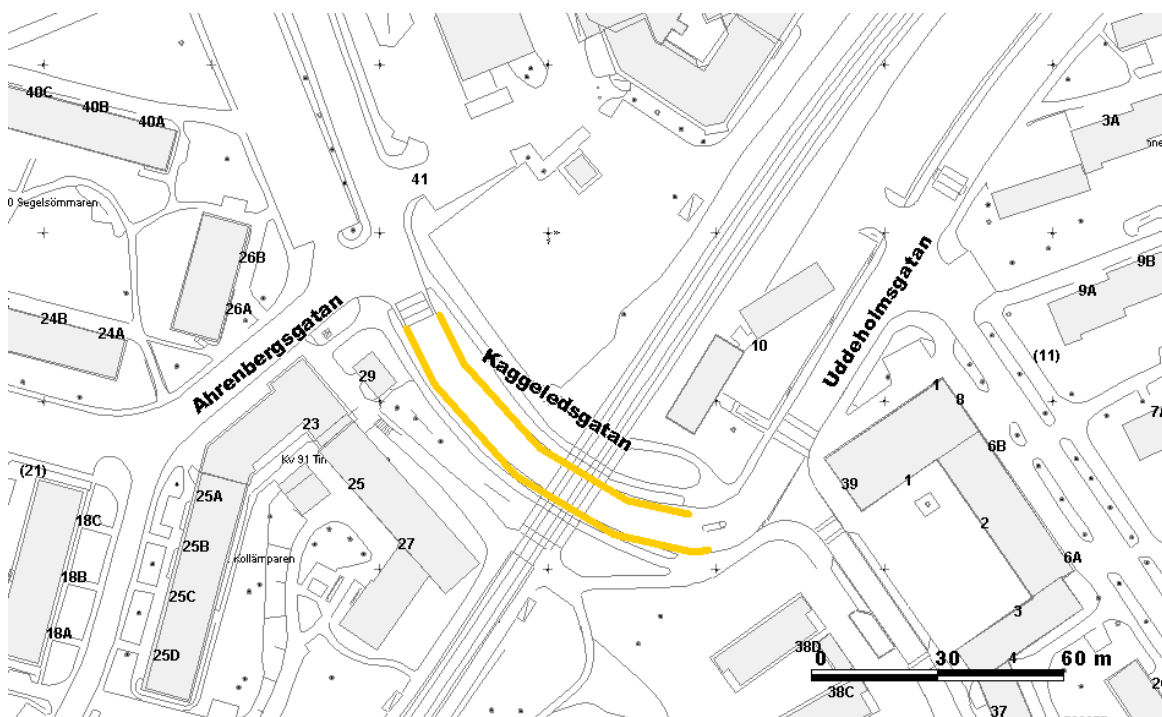 40C
40B
40A
3A
41
0 Segelsömmaren
26B
9B
26A
9A
24B
24A
Ahrenbergsgatan
Uddeholmsgatan
10
(11)
Kaggeledsgatan
29
1
8
23
6B
(21)
25A
25
39
1
18C
2
25B
27
Kollämparen
6A
18B
25C
3
18A
38D
25D
4
0 30 60 m
38C
37